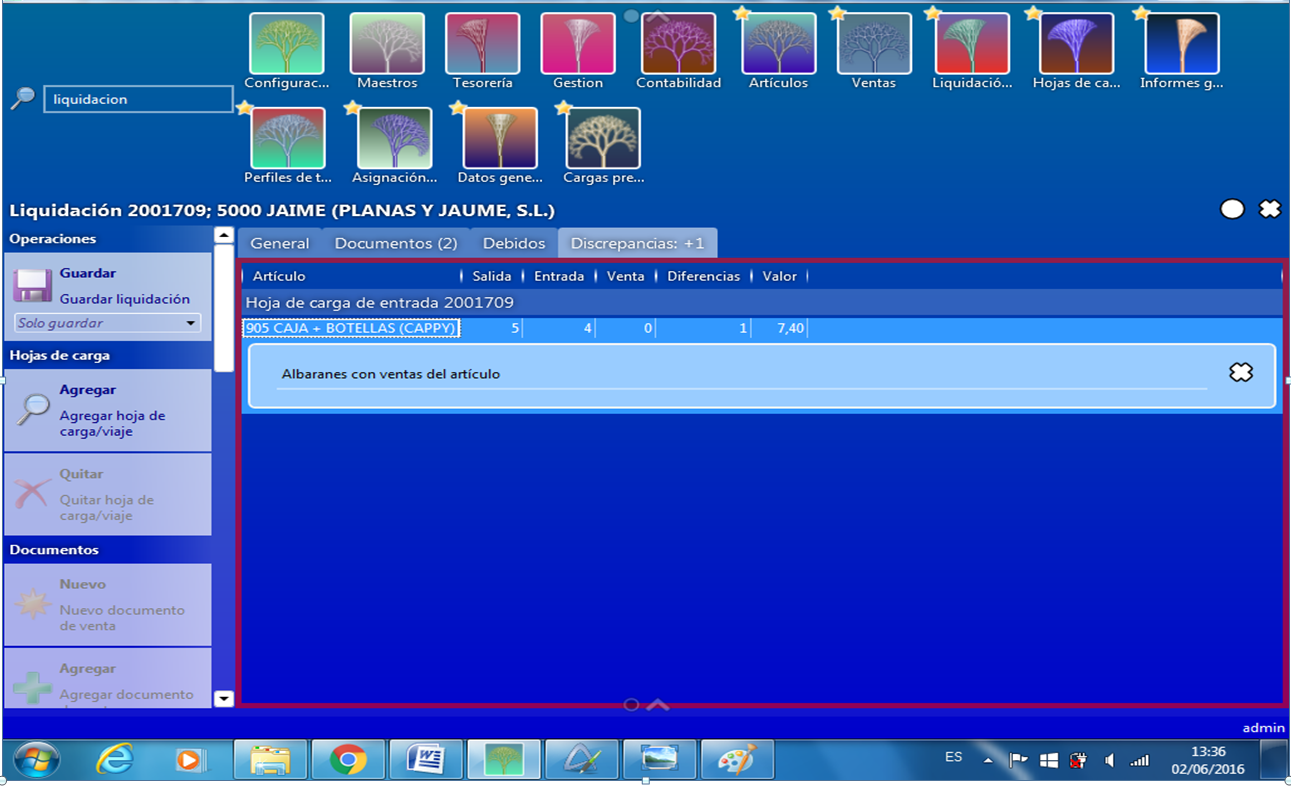 Configurac...
Maestros
Tesorería
Gestion
Contabilidad
Artículos
Ventas
Liquidació...
Hojas de ca...
Informes g...
liquidacion
Perfiles de t...
Asignación...
Datos gene...
Cargas pre...
Liquidación 2001709; 5000 JAIME (PLANAS Y JAUME, S.L.)
Operaciones
Guardar
Guardar liquidación
Solo guardar
Hojas de carga
Agregar
Agregar hoja de
carga/viaje
Quitar
Quitar hoja de
carga/viaje
Documentos
Nuevo
Nuevo documento
de venta
Agregar
Agregar documento
General
Documentos (2)
Debidos
Discrepancias: +1
Artículo Salida Entrada Venta Diferencias Valor
Hoja de carga de entrada 2001709
905 CAJA + BOTELLAS (CAPPY) 5 4 0 1 7,40
Albaranes con ventas del artículo
admin
ES
13:36
02/06/2016